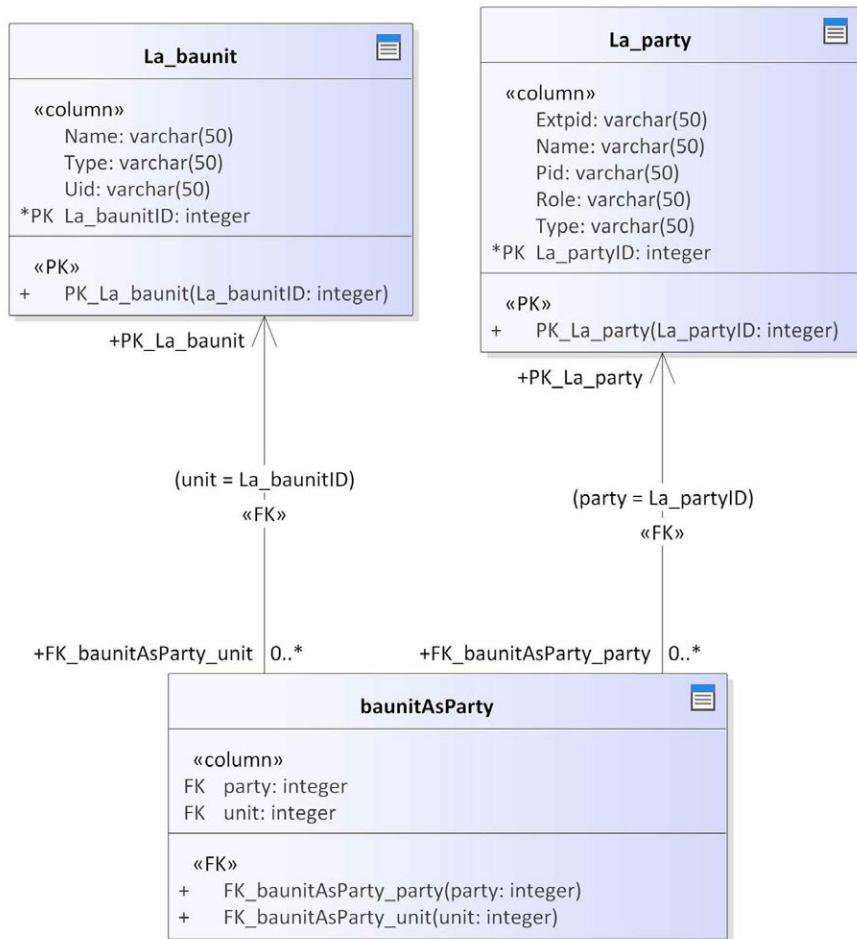 La_baunit
«column»
Name: varchar(50)
Type: varchar(50)
Uid: varchar(50)
*PK La_baunitID: integer
«PK»
+ PK_La_baunit(La_baunitID: integer)
La_party
«column»
Extpid: varchar(50)
Name: varchar(50)
Pid: varchar(50)
Role: varchar(50)
Type: varchar(50)
*PK La_partyID: integer
«PK»
+ PK_La_party(La_partyID: integer)
+PK_La_baunit
+PK_La_party
(unit = La_baunitID)
«FK»
(party = La_partyID)
«FK»
+FK_baunitAsParty_unit 0..*
+FK_baunitAsParty_party 0..*
baunitAsParty
«column»
FK party: integer
FK unit: integer
«FK»
+ FK_baunitAsParty_party(party: integer)
+ FK_baunitAsParty_unit(unit: integer)